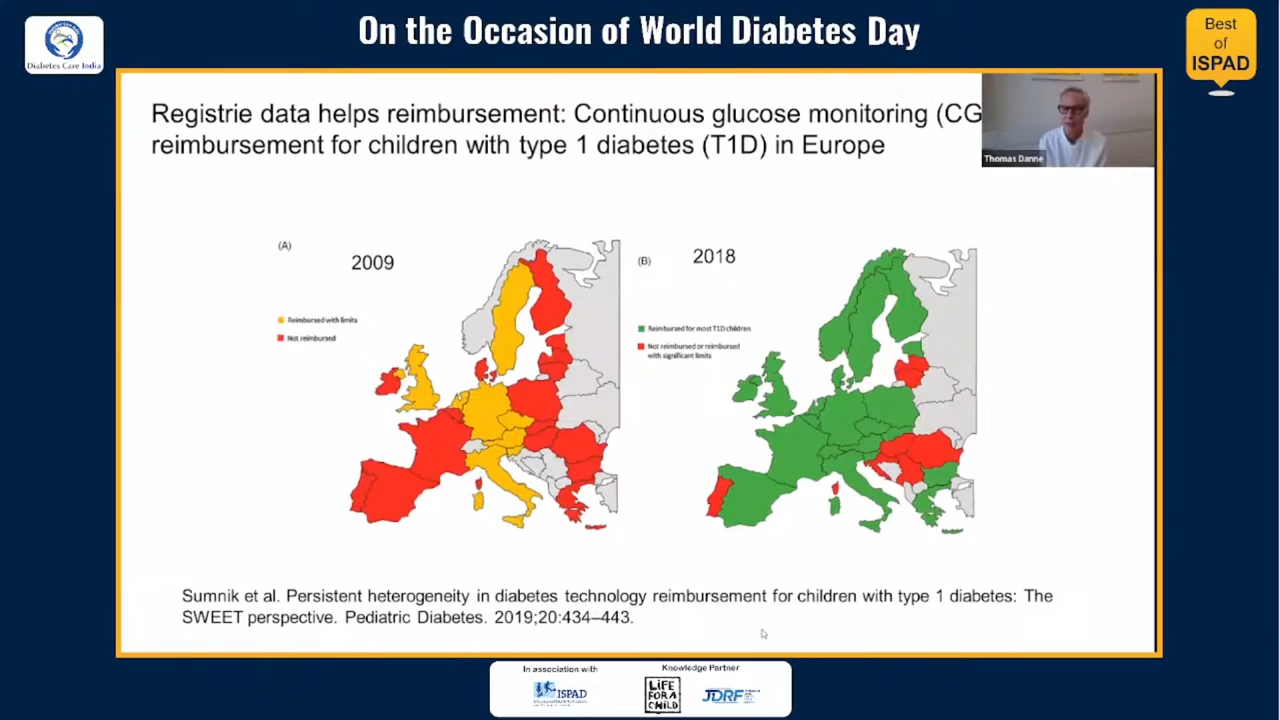 On the Occasion of World Diabetes Day
Diabetes Care India
Best
of
ISPAD
Registrie data helps reimbursement: Continuous glucose monitoring (CG
reimbursement for children with type 1 diabetes (T1D) in Europe
Thomas Danne
(A)
2009
Reimbursed with limits
Not reimbursed
(B)
2018
Reimbursed for most T1D children
Not reimbursed or reimbursed
with significant limits
Sumnik et al. Persistent heterogeneity in diabetes technology reimbursement for children with type 1 diabetes: The
SWEET perspective. Pediatric Diabetes. 2019;20:434–443.
In association with
ISPAD
Knowledge Partner
LiFE
FOR A
CHiLD
JDRF